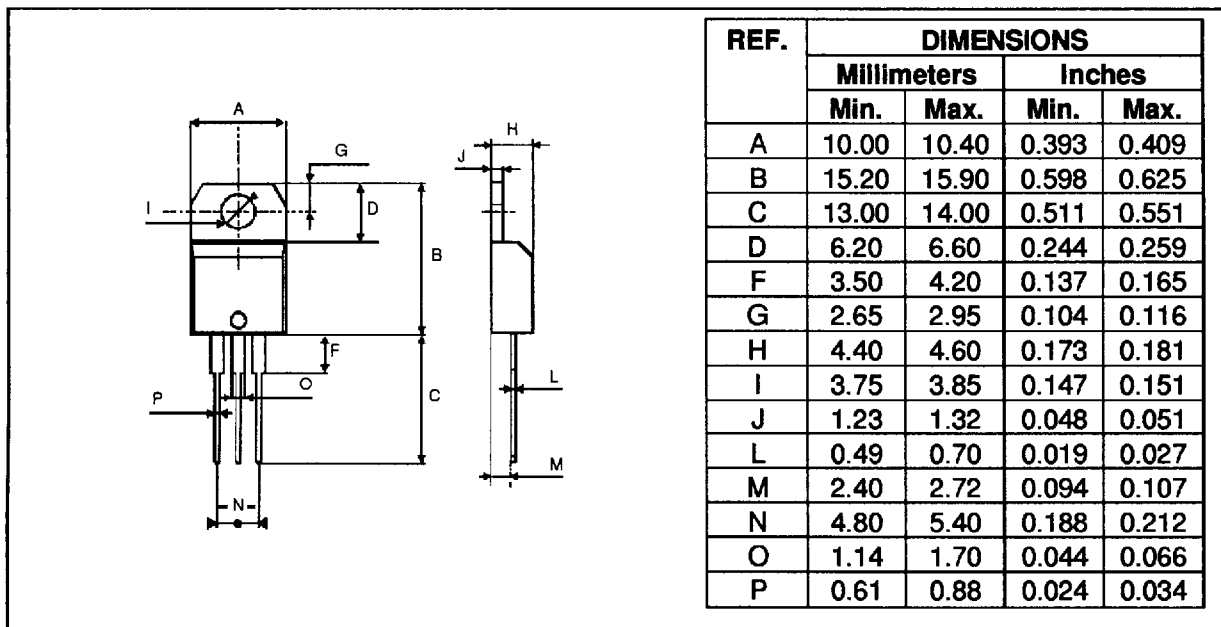 A
H
G
J
I
D
B
F
O
P
C
L
M
N
REF. DIMENSIONS
Millimeters Inches
Min. Max. Min. Max.
A 10.00 10.40 0.393 0.409
B 15.20 15.90 0.598 0.625
C 13.00 14.00 0.511 0.551
D 6.20 6.60 0.244 0.259
F 3.50 4.20 0.137 0.165
G 2.65 2.95 0.104 0.116
H 4.40 4.60 0.173 0.181
I 3.75 3.85 0.147 0.151
J 1.23 1.32 0.048 0.051
L 0.49 0.70 0.019 0.027
M 2.40 2.72 0.094 0.107
N 4.80 5.40 0.188 0.212
O 1.14 1.70 0.044 0.066
P 0.61 0.88 0.024 0.034